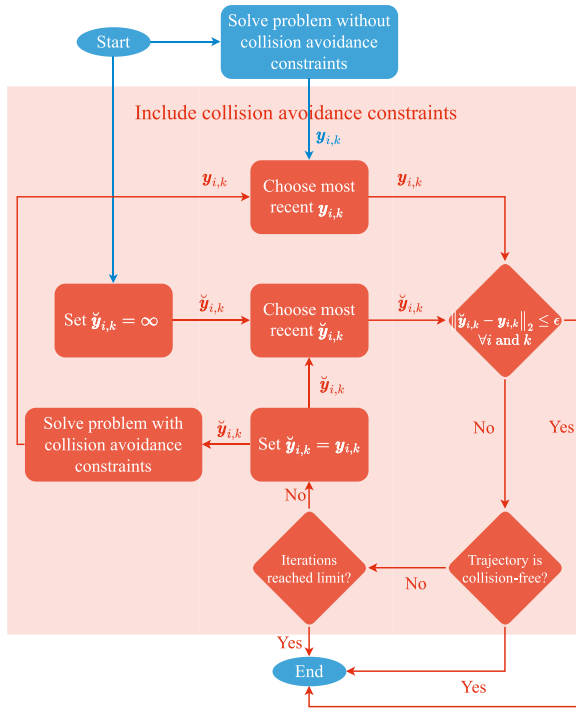 Start
Solve problem without
collision avoidance
constraints
Include collision avoidance constraints
𝒚ᵢ,ₖ
𝒚ᵢ,ₖ
Choose most
recent 𝒚ᵢ,ₖ
𝒚ᵢ,ₖ
Set 𝒚̆ᵢ,ₖ = ∞
𝒚̆ᵢ,ₖ
Choose most
recent 𝒚̆ᵢ,ₖ
𝒚̆ᵢ,ₖ
‖𝒚̆ᵢ,ₖ − 𝒚ᵢ,ₖ‖₂ ≤ ϵ
∀i and k
𝒚̆ᵢ,ₖ
Solve problem with
collision avoidance
constraints
𝒚̆ᵢ,ₖ
Set 𝒚̆ᵢ,ₖ = 𝒚ᵢ,ₖ
No
Yes
No
Iterations
reached limit?
No
Trajectory is
collision-free?
Yes
End
Yes